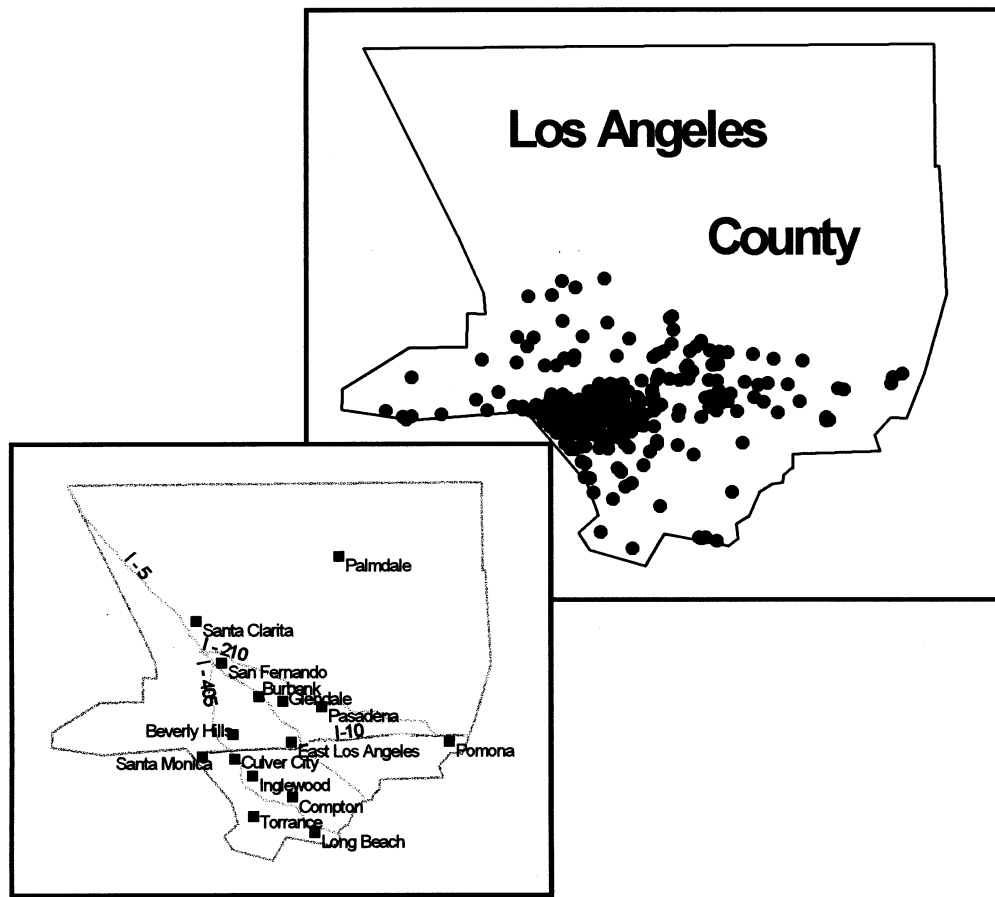 Los Angeles
County
I - 5
Palmdale
Santa Clarita
I - 210
San Fernando
I - 405
Burbank
Glendale
Pasadena
Beverly Hills
I-10
East Los Angeles
Pomona
Santa Monica
Culver City
Inglewood
Compton
Torrance
Long Beach